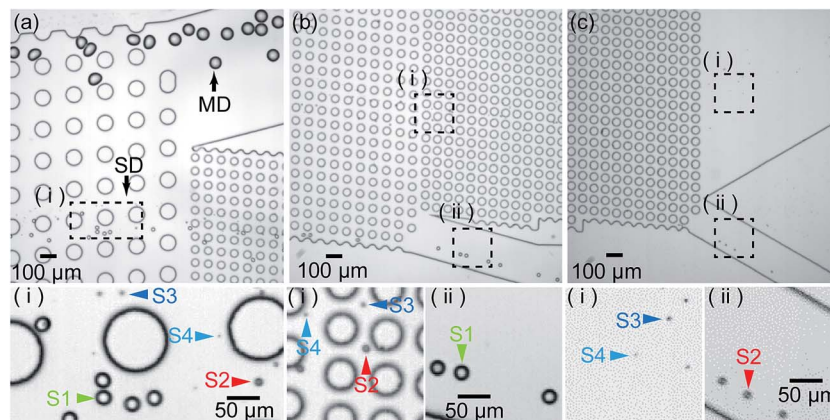 (a)
MD
SD
(i)
100 μm
(b)
(i)
(ii)
100 μm
(c)
(i)
(ii)
100 μm
(i)
S3
S4
S1
S2
50 μm
(i)
S3
S4
S2
(ii)
S1
50 μm
(i)
S3
S4
(ii)
S2
50 μm